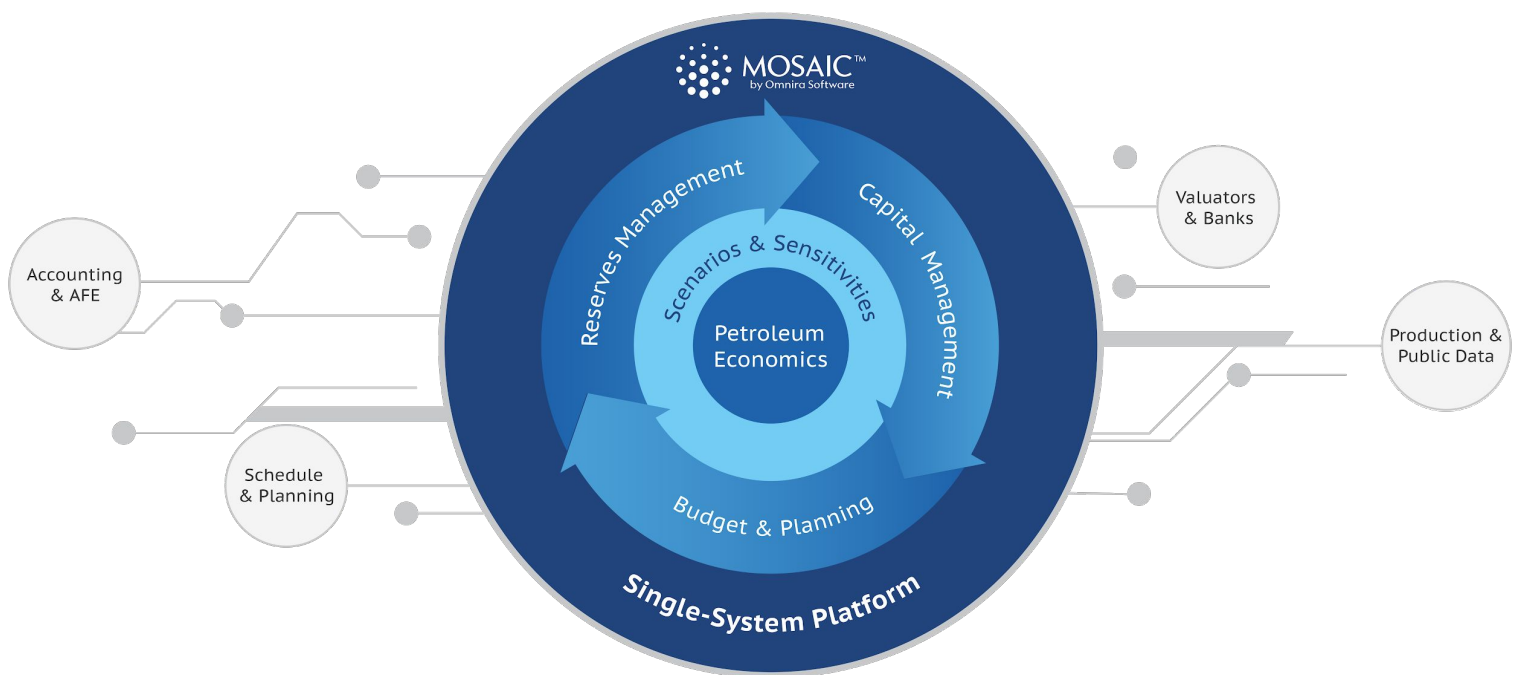 MOSAIC™
by Omnira Software
Reserves Management
Capital Management
Scenarios & Sensitivities
Petroleum
Economics
Budget & Planning
Single-System Platform
Accounting
& AFE
Schedule
& Planning
Valuators
& Banks
Production &
Public Data